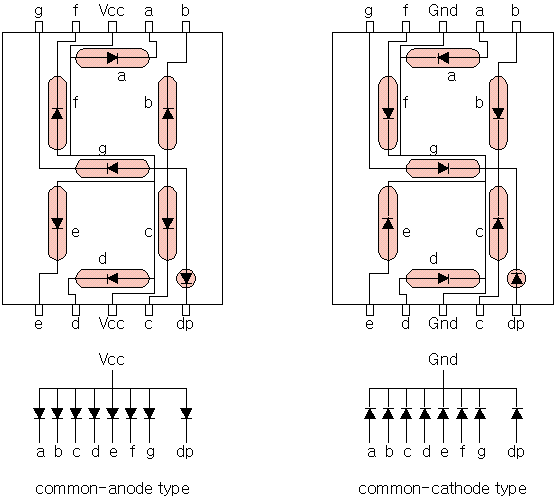 g f Vcc a b
g f Gnd a b
a
f
b
g
e
c
d
e d Vcc c dp
a
f
b
g
e
c
d
e d Gnd c dp
Vcc
a b c d e f g dp
common-anode type
Gnd
a b c d e f g dp
common-cathode type